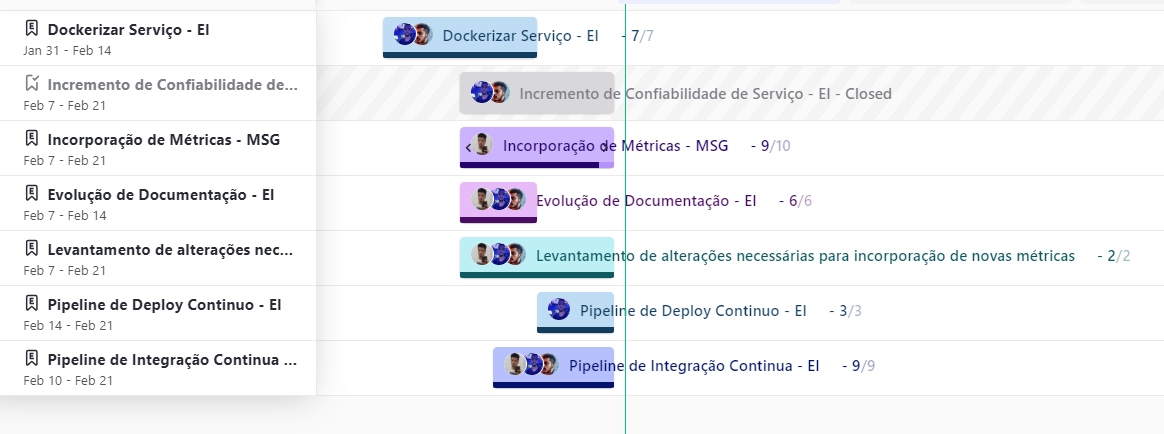 Dockerizar Serviço - EI
Jan 31 - Feb 14
Dockerizar Serviço - EI - 7/7
Incremento de Confiabilidade de...
Feb 7 - Feb 21
Incremento de Confiabilidade de Serviço - EI - Closed
Incorporação de Métricas - MSG
Feb 7 - Feb 21
Incorporação de Métricas - MSG - 9/10
Evolução de Documentação - EI
Feb 7 - Feb 14
Evolução de Documentação - EI - 6/6
Levantamento de alterações nec...
Feb 7 - Feb 21
Levantamento de alterações necessárias para incorporação de novas métricas - 2/2
Pipeline de Deploy Continuo - EI
Feb 14 - Feb 21
Pipeline de Deploy Continuo - EI - 3/3
Pipeline de Integração Continua ...
Feb 10 - Feb 21
Pipeline de Integração Continua - EI - 9/9